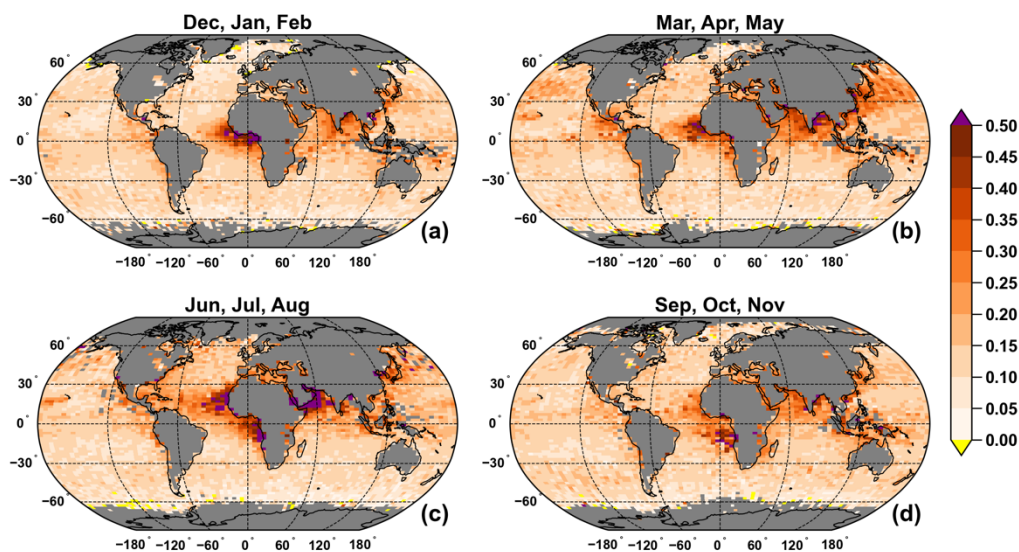 Dec, Jan, Feb
Mar, Apr, May
60°
30°
0°
−30°
−60°
(a)
−180° −120° −60° 0° 60° 120° 180°
60°
30°
0°
−30°
−60°
(b)
−180° −120° −60° 0° 60° 120° 180°
Jun, Jul, Aug
Sep, Oct, Nov
60°
30°
0°
−30°
−60°
(c)
−180° −120° −60° 0° 60° 120° 180°
60°
30°
0°
−30°
−60°
(d)
−180° −120° −60° 0° 60° 120° 180°
0.50
0.45
0.40
0.35
0.30
0.25
0.20
0.15
0.10
0.05
0.00